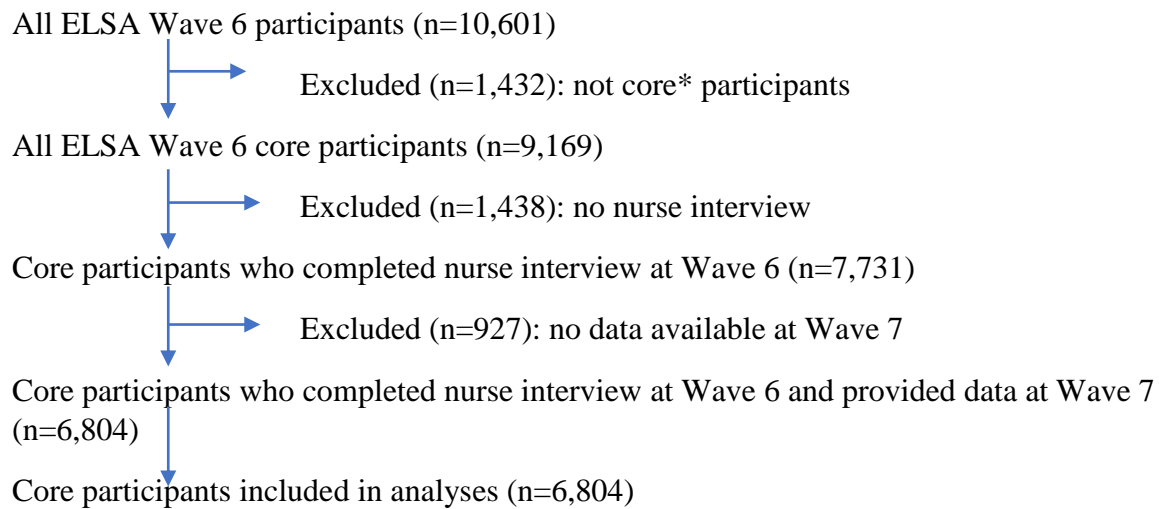 All ELSA Wave 6 participants (n=10,601)
Excluded (n=1,432): not core* participants
All ELSA Wave 6 core participants (n=9,169)
Excluded (n=1,438): no nurse interview
Core participants who completed nurse interview at Wave 6 (n=7,731)
Excluded (n=927): no data available at Wave 7
Core participants who completed nurse interview at Wave 6 and provided data at Wave 7
(n=6,804)
Core participants included in analyses (n=6,804)